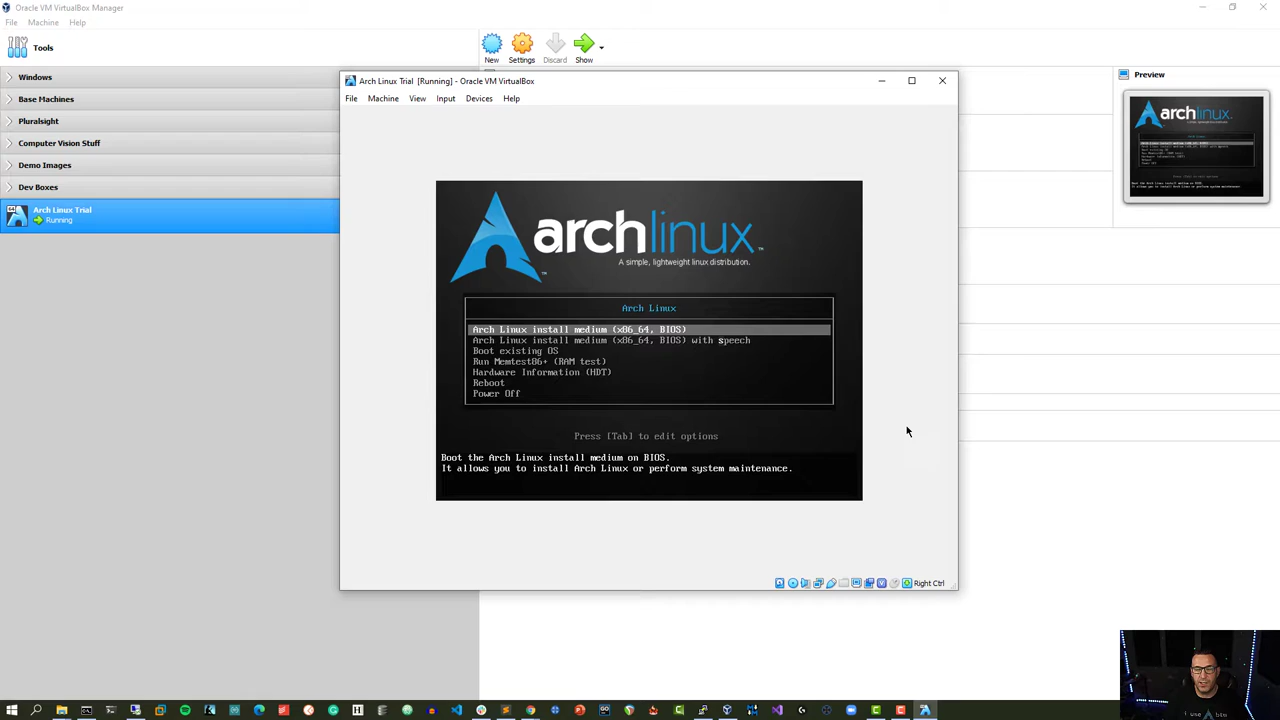 Oracle VM VirtualBox Manager
File Machine Help
Tools
New Settings Discard Show
Windows
Base Machines
Pluralsight
Computer Vision Stuff
Demo Images
Dev Boxes
Arch Linux Trial
Running
Preview
Arch Linux Trial [Running] - Oracle VM VirtualBox
File Machine View Input Devices Help
archlinux™
A simple, lightweight linux distribution.
Arch Linux
Arch Linux install medium (x86_64, BIOS)
Arch Linux install medium (x86_64, BIOS) with speech
Boot existing OS
Run Memtest86+ (RAM test)
Hardware Information (HDT)
Reboot
Power Off
Press [Tab] to edit options
Boot the Arch Linux install medium on BIOS.
It allows you to install Arch Linux or perform system maintenance.
Right Ctrl
archlinux